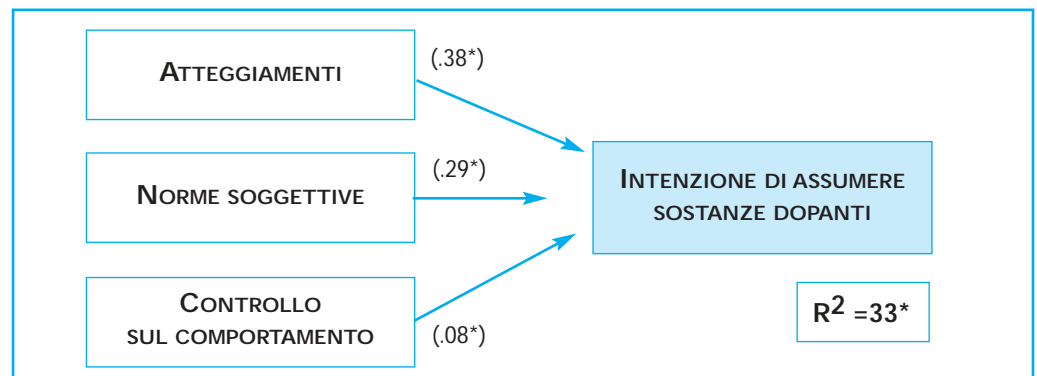 ATTEGGIAMENTI
(.38*)
NORME SOGGETTIVE
(.29*)
CONTROLLO
SUL COMPORTAMENTO
(.08*)
INTENZIONE DI ASSUMERE
SOSTANZE DOPANTI
R² =33*